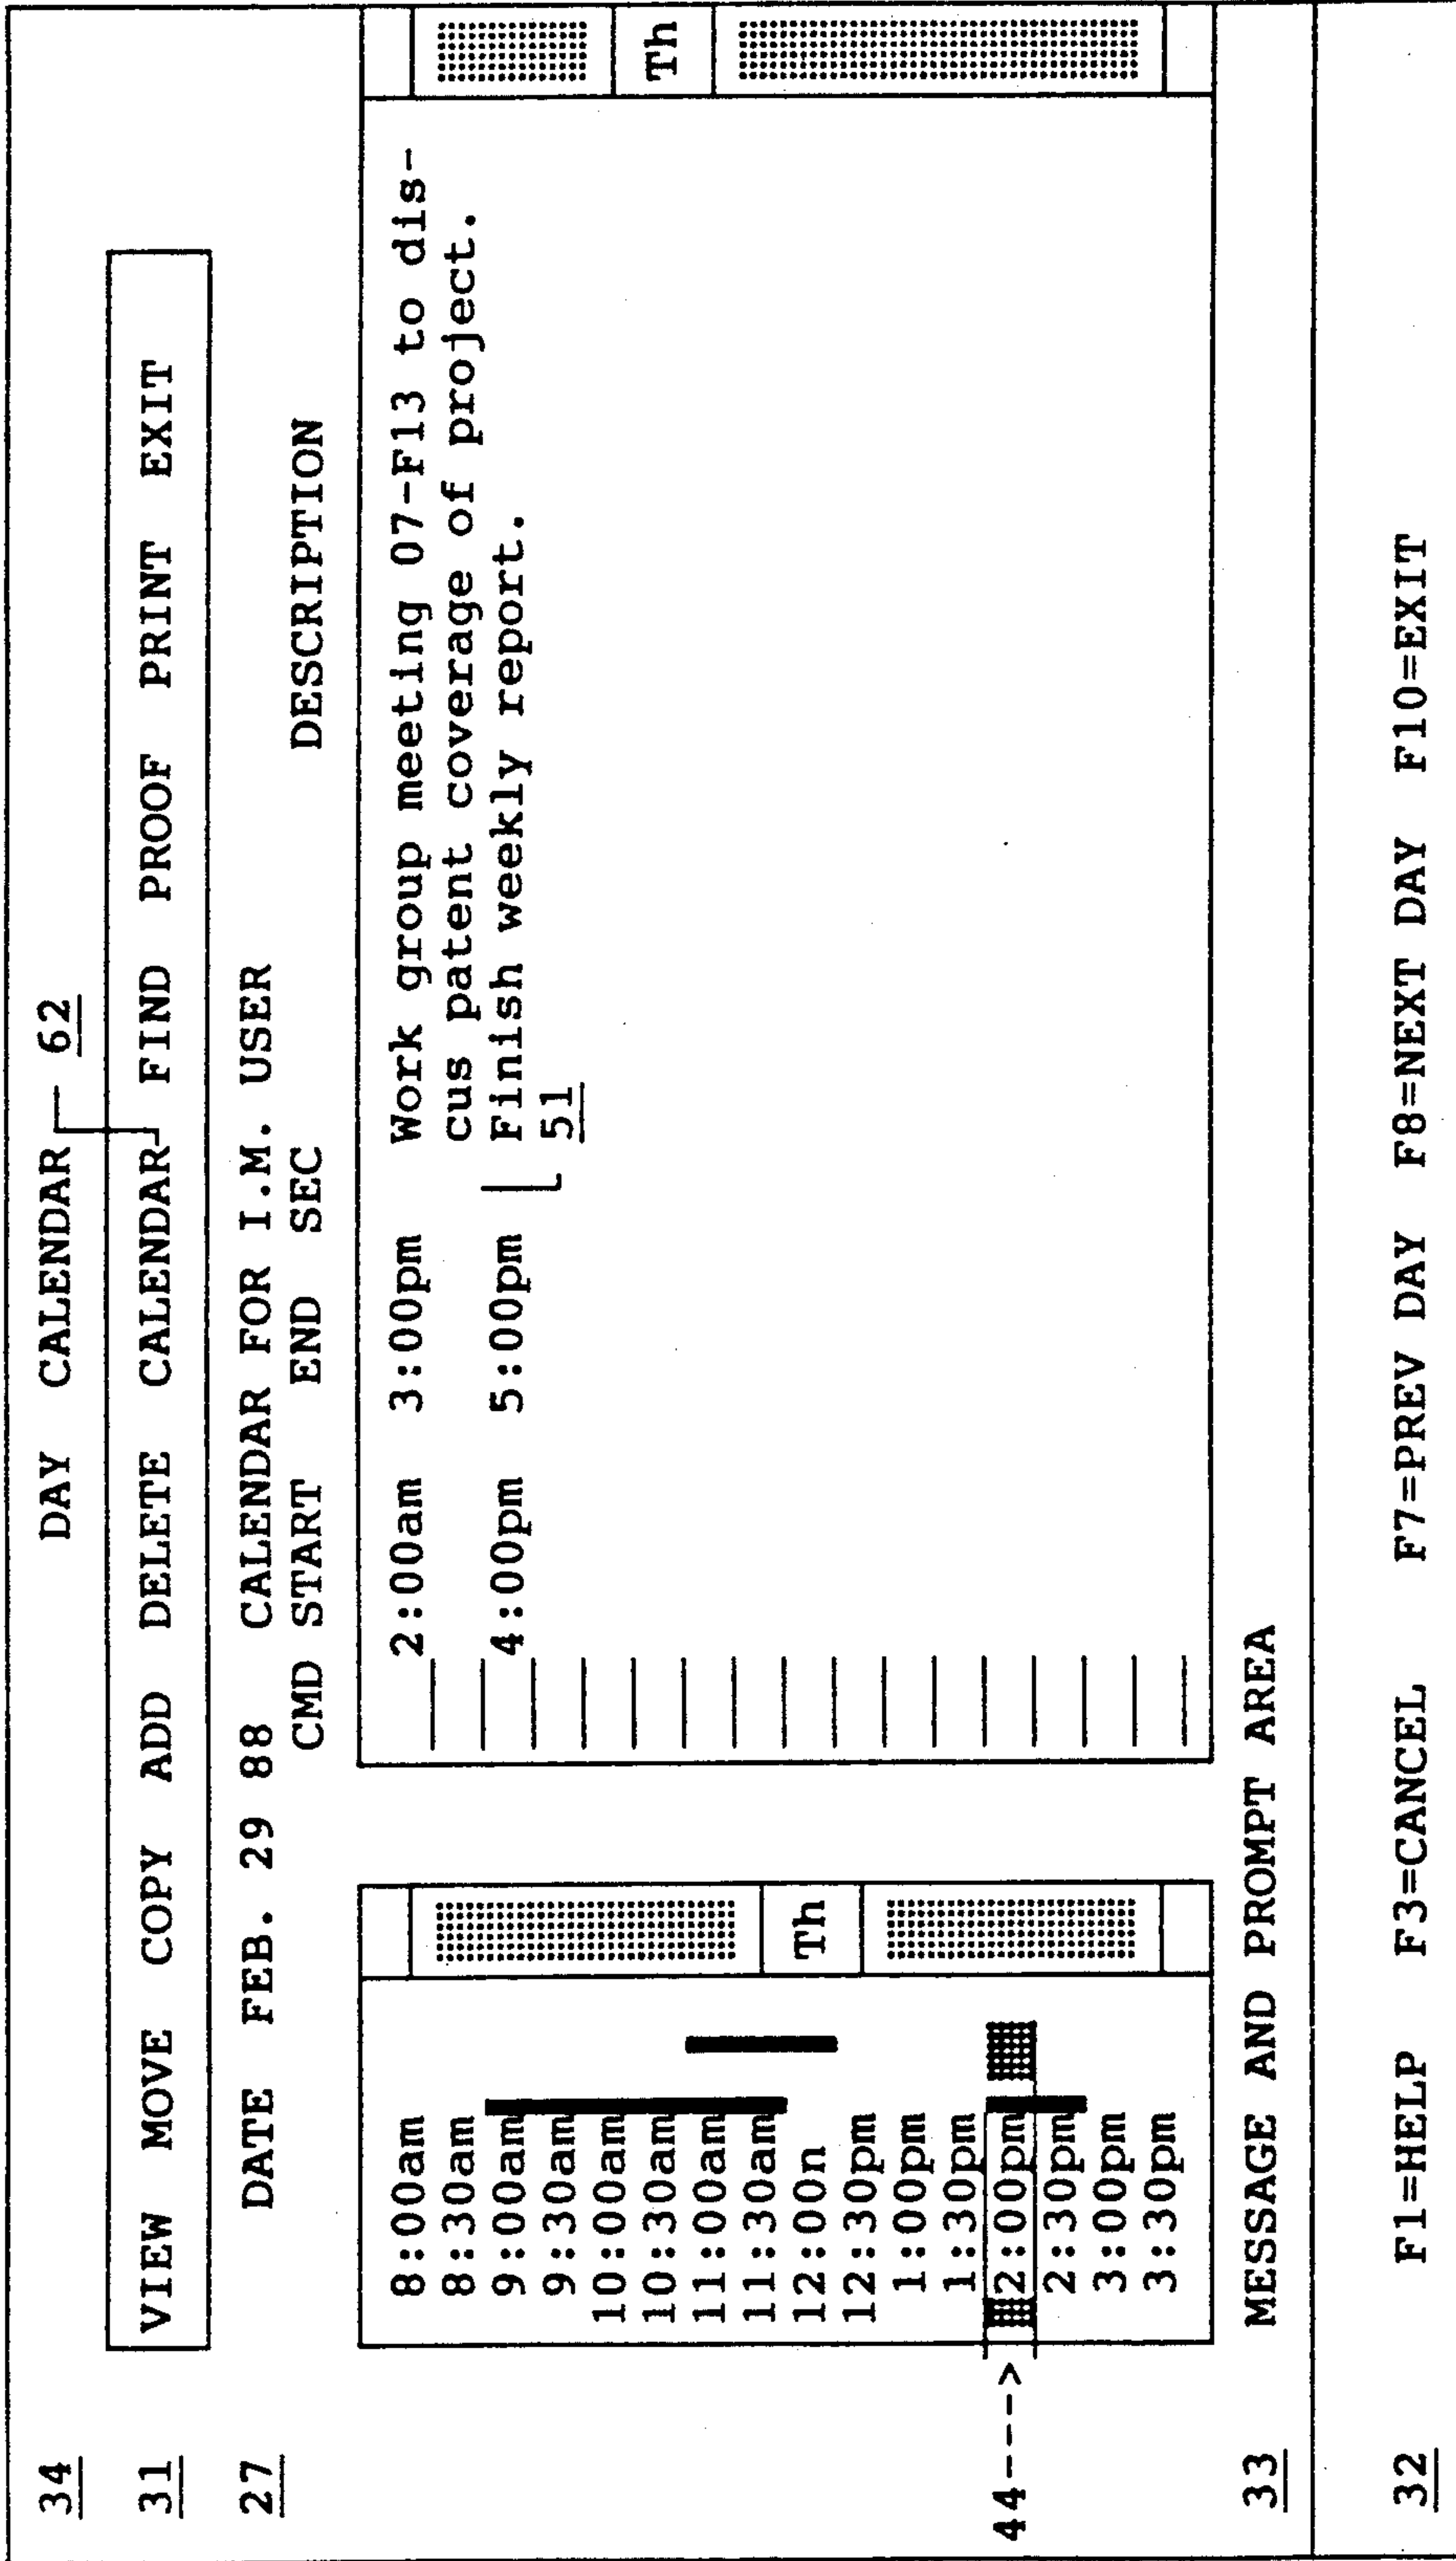 34 DAY CALENDAR 62
31 VIEW MOVE COPY ADD DELETE CALENDAR FIND PROOF PRINT EXIT
27 DATE FEB. 29 88 CALENDAR FOR I.M. USER
CMD START END SEC DESCRIPTION
8:00am
8:30am
9:00am
9:30am
10:00am
10:30am
11:00am
11:30am
12:00n
12:30pm
1:00pm
1:30pm
44----> 2:00pm
2:30pm
3:00pm
3:30pm
Th
2:00am 3:00pm Work group meeting 07-F13 to dis-
cus patent coverage of project.
4:00pm 5:00pm Finish weekly report.
51
Th
33 MESSAGE AND PROMPT AREA
32 F1=HELP F3=CANCEL F7=PREV DAY F8=NEXT DAY F10=EXIT